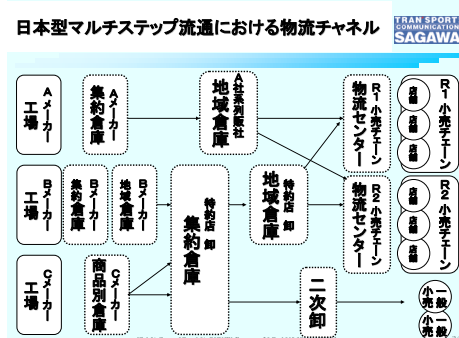 日本型マルチステップ流通における物流チャネル
TRANSPORT
COMMUNICATION
SAGAWA
Aメーカー
工場
Aメーカー
集約倉庫
A社系列販社
地域倉庫
R1小売チェーン
物流センター
R1小売チェーン
店舗
店舗
店舗
Bメーカー
工場
Bメーカー
集約倉庫
Bメーカー
地域倉庫
特約店 卸
集約倉庫
特約店 卸
地域倉庫
R2小売チェーン
物流センター
R2小売チェーン
店舗
店舗
店舗
Cメーカー
工場
Cメーカー
商品別倉庫
二次卸
一般
小売
一般
小売